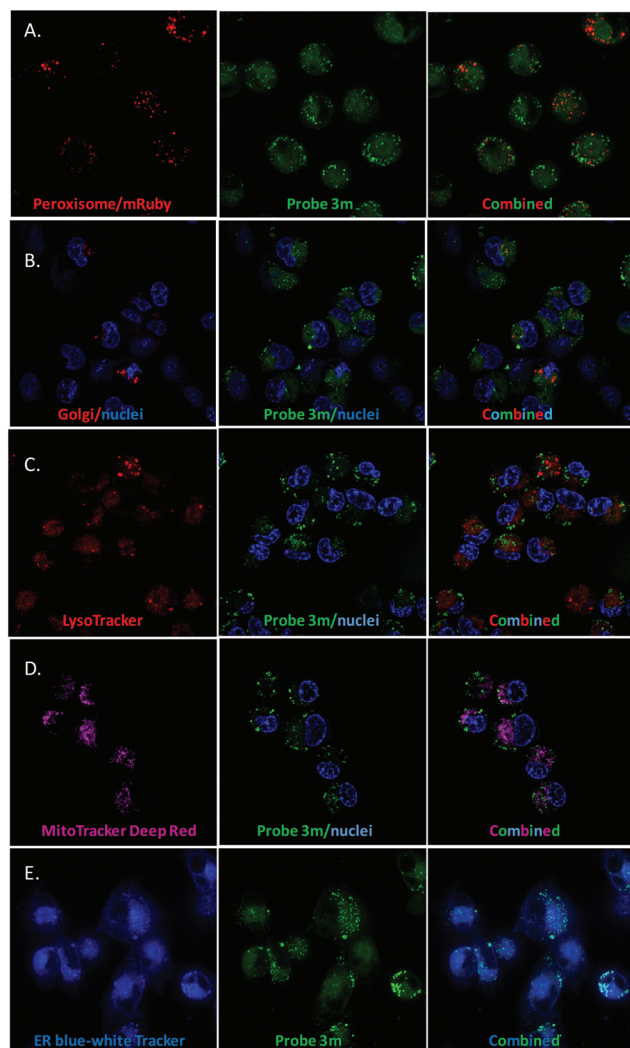 A.
Peroxisome/mRuby
Probe 3m
Combined
B.
Golgi/nuclei
Probe 3m/nuclei
Combined
C.
LysoTracker
Probe 3m/nuclei
Combined
D.
MitoTracker Deep Red
Probe 3m/nuclei
Combined
E.
ER blue-white Tracker
Probe 3m
Combined